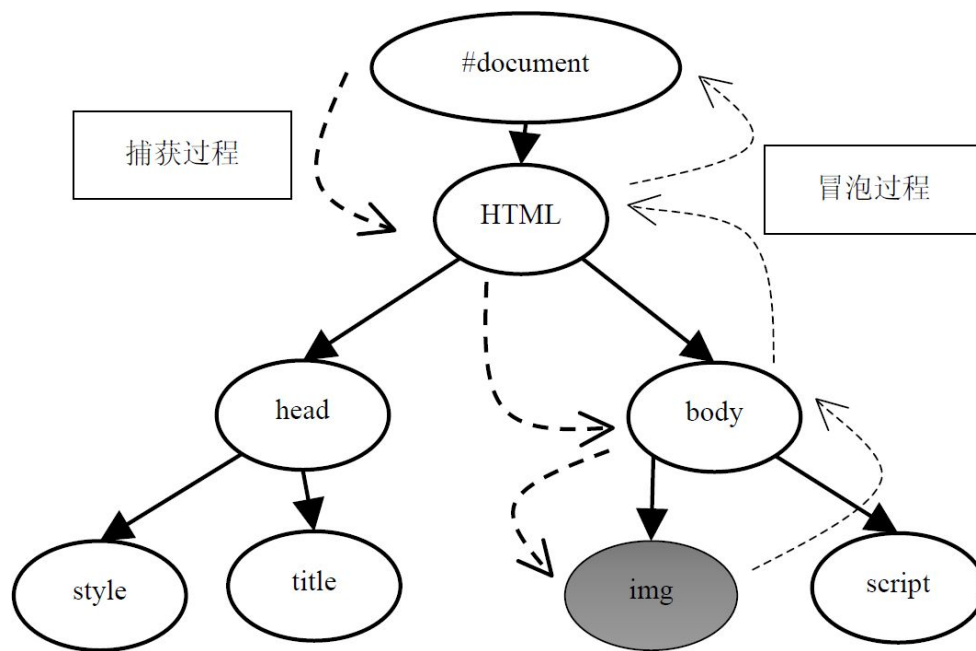 #document
捕获过程
冒泡过程
HTML
head
body
style
title
img
script